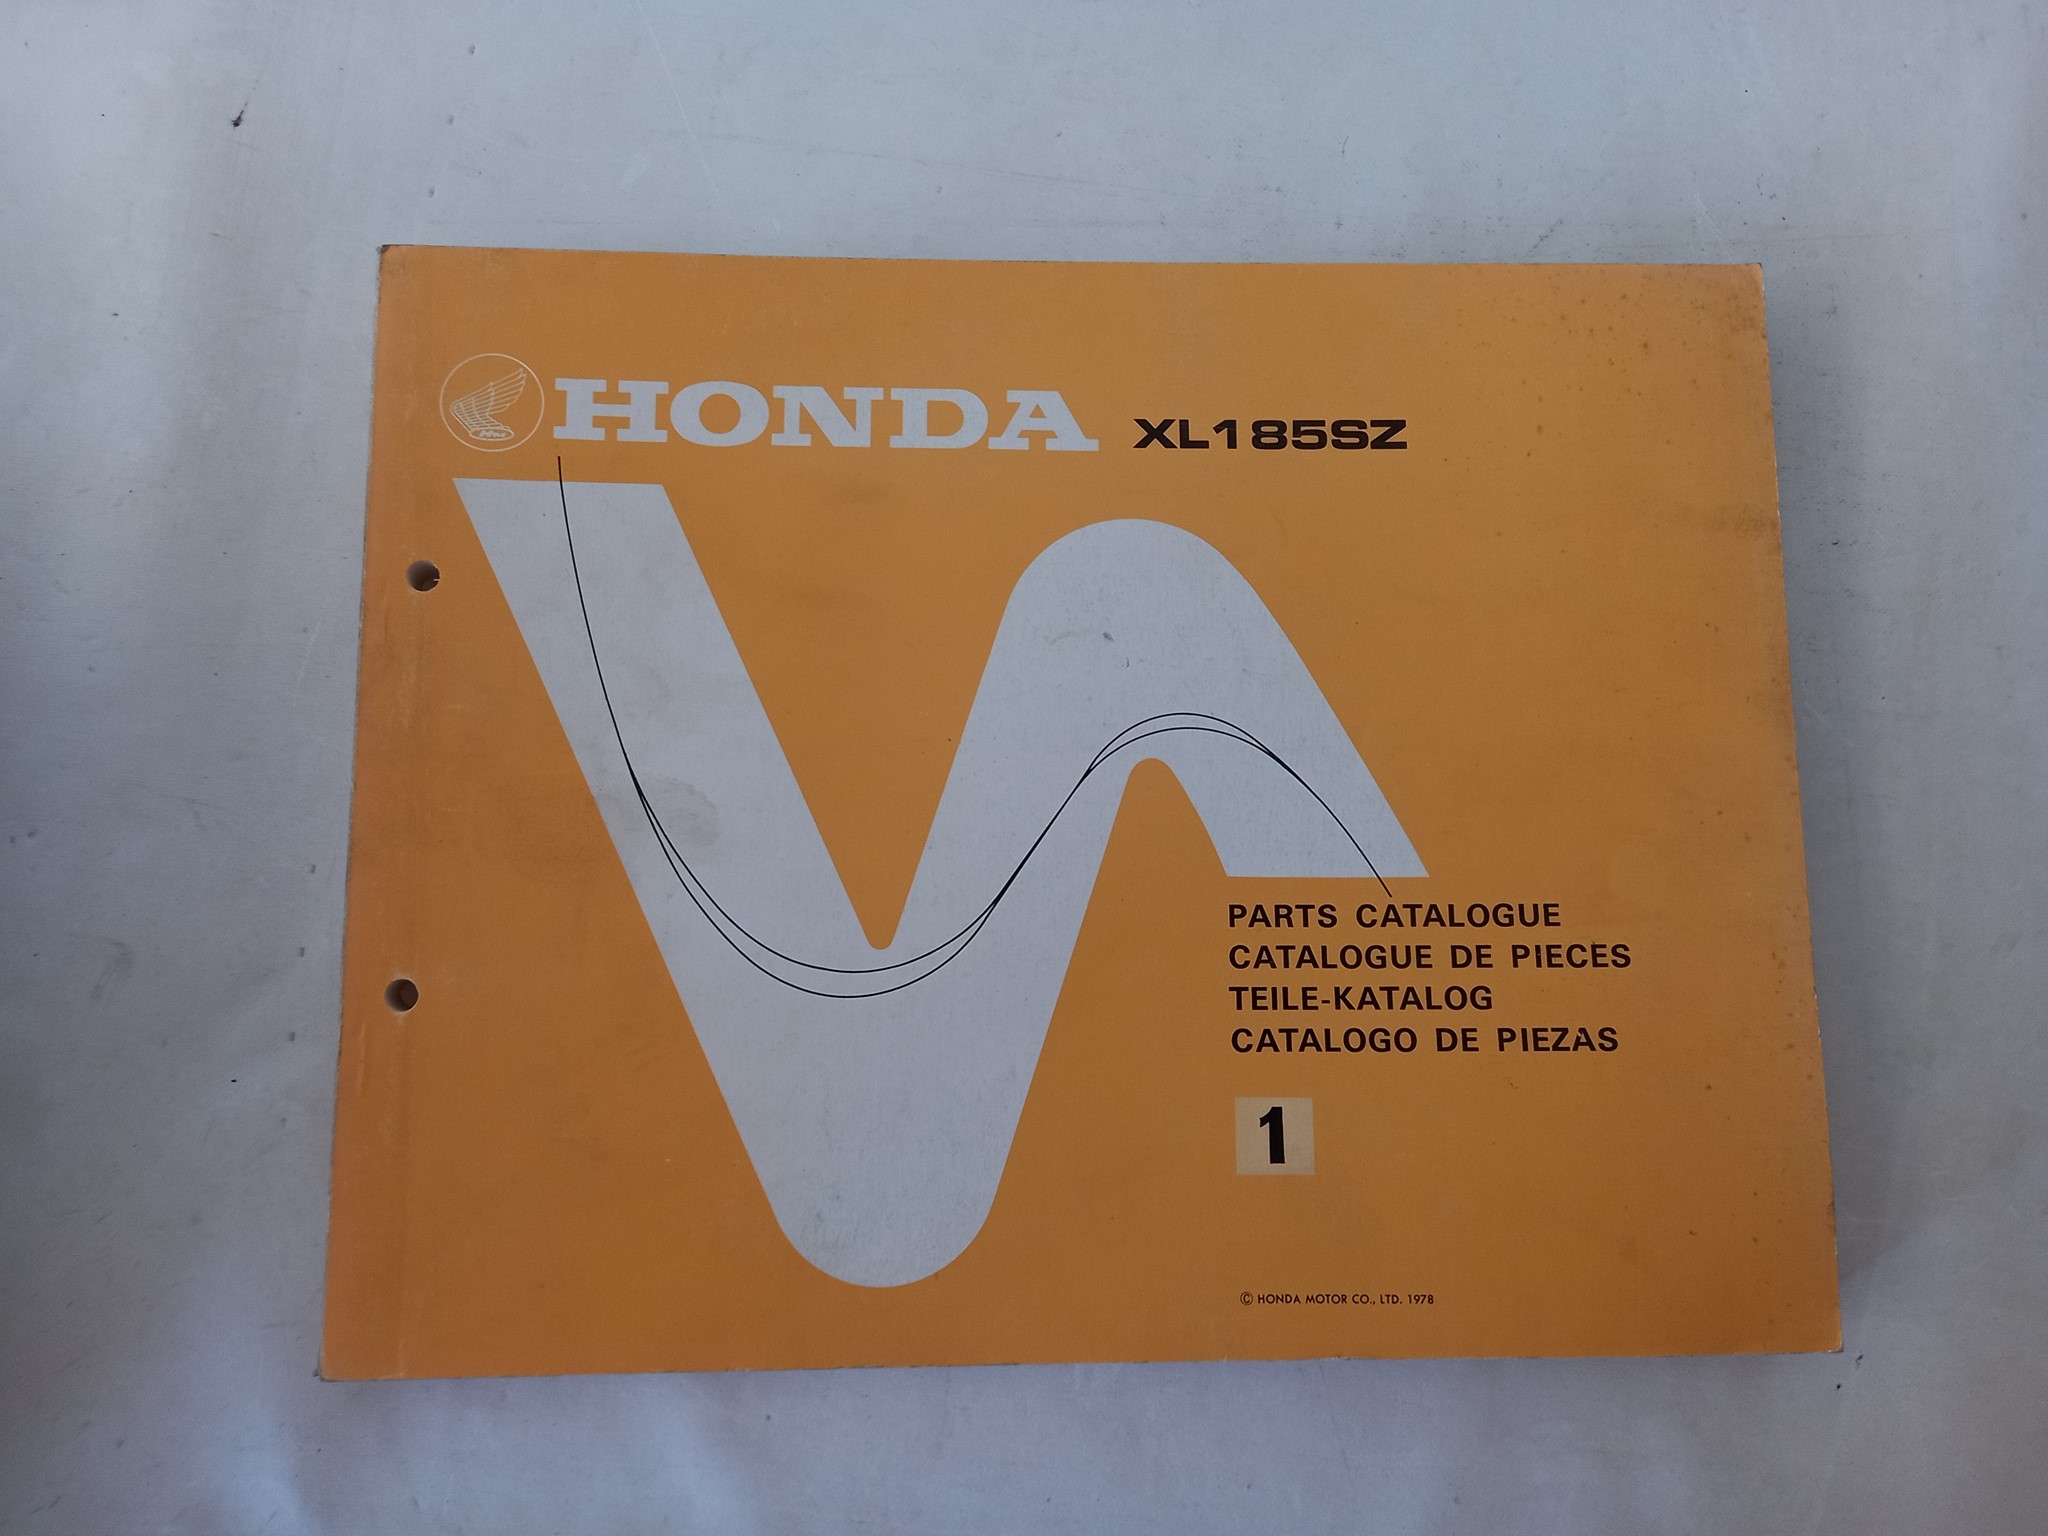 HONDA XL185SZ
PARTS CATALOGUE
CATALOGUE DE PIECES
TEILE-KATALOG
CATALOGO DE PIEZAS
1
© HONDA MOTOR CO., LTD. 1978